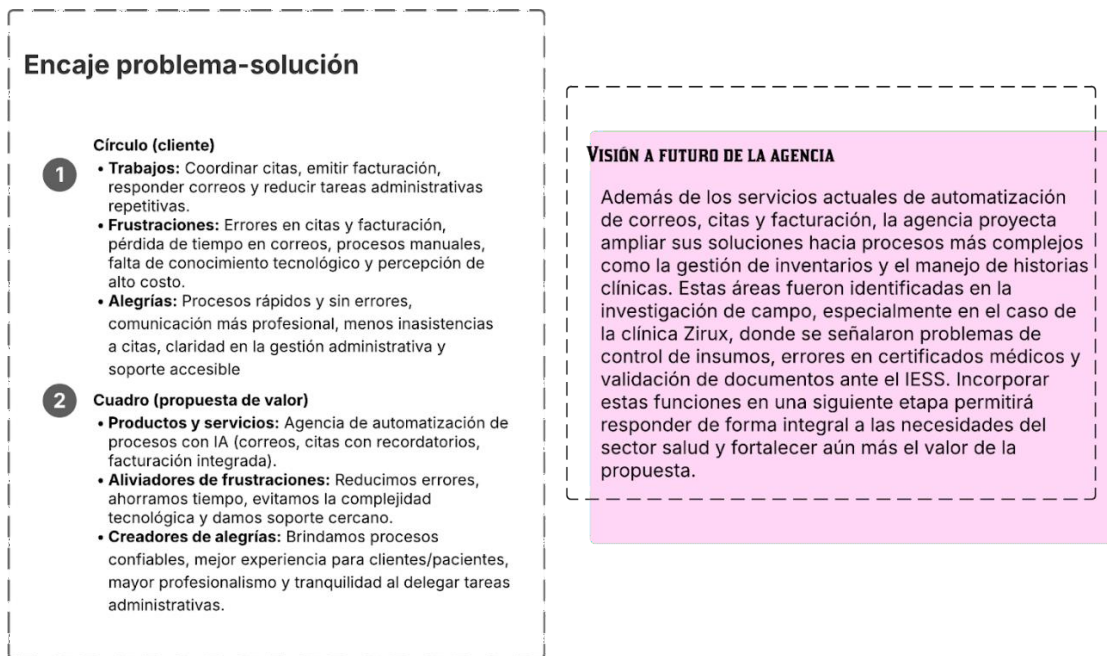 Encaje problema-solución
1
Círculo (cliente)
• Trabajos: Coordinar citas, emitir facturación,
responder correos y reducir tareas administrativas
repetitivas.
• Frustraciones: Errores en citas y facturación,
pérdida de tiempo en correos, procesos manuales,
falta de conocimiento tecnológico y percepción de
alto costo.
• Alegrías: Procesos rápidos y sin errores,
comunicación más profesional, menos inasistencias
a citas, claridad en la gestión administrativa y
soporte accesible
2
Cuadro (propuesta de valor)
• Productos y servicios: Agencia de automatización de
procesos con IA (correos, citas con recordatorios,
facturación integrada).
• Aliviadores de frustraciones: Reducimos errores,
ahorramos tiempo, evitamos la complejidad
tecnológica y damos soporte cercano.
• Creadores de alegrías: Brindamos procesos
confiables, mejor experiencia para clientes/pacientes,
mayor profesionalismo y tranquilidad al delegar tareas
administrativas.
VISIÓN A FUTURO DE LA AGENCIA
Además de los servicios actuales de automatización
de correos, citas y facturación, la agencia proyecta
ampliar sus soluciones hacia procesos más complejos
como la gestión de inventarios y el manejo de historias
clínicas. Estas áreas fueron identificadas en la
investigación de campo, especialmente en el caso de
la clínica Zirux, donde se señalaron problemas de
control de insumos, errores en certificados médicos y
validación de documentos ante el IESS. Incorporar
estas funciones en una siguiente etapa permitirá
responder de forma integral a las necesidades del
sector salud y fortalecer aún más el valor de la
propuesta.